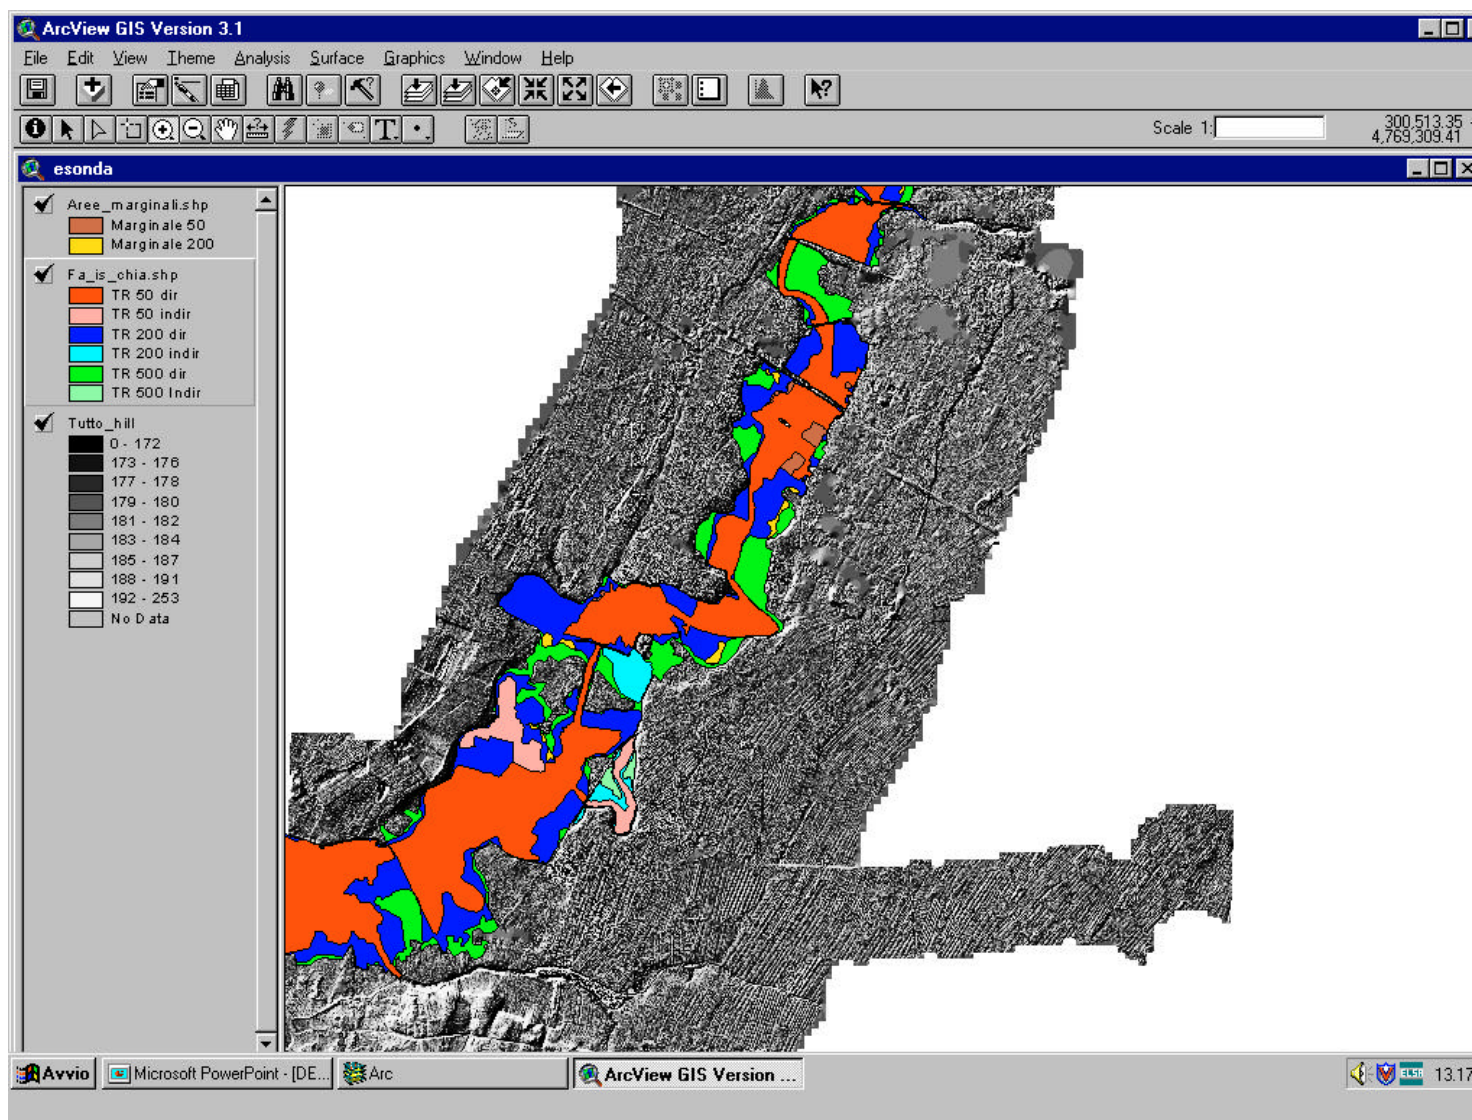 ArcView GIS Version 3.1
File Edit View Theme Analysis Surface Graphics Window Help
Scale 1:
300,513.35
4,769,309.41
esonda
Aree_marginali.shp
Marginale 50
Marginale 200
Fa_is_chia.shp
TR 50 dir
TR 50 indir
TR 200 dir
TR 200 indir
TR 500 dir
TR 500 Indir
Tutto_hill
0 - 172
173 - 176
177 - 178
179 - 180
181 - 182
183 - 184
185 - 187
188 - 191
192 - 253
No Data
Avvio
Microsoft PowerPoint - [DE...
Arc
ArcView GIS Version ...
ELSA
13.17